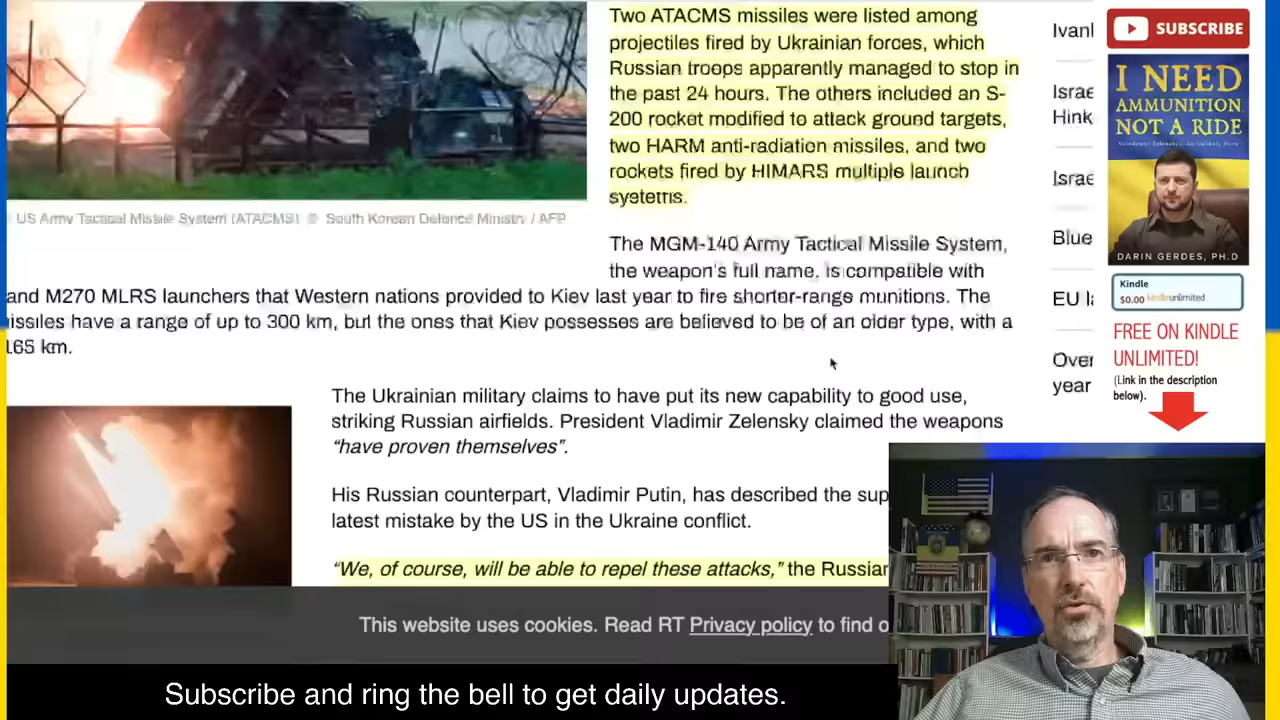 Two ATACMS missiles were listed among
projectiles fired by Ukrainian forces, which
Russian troops apparently managed to stop in
the past 24 hours. The others included an S-
200 rocket modified to attack ground targets,
two HARM anti-radiation missiles, and two
rockets fired by HIMARS multiple launch
systems.
US Army Tactical Missile System (ATACMS) © South Korean Defence Ministry / AFP
The MGM-140 Army Tactical Missile System,
the weapon's full name, is compatible with
and M270 MLRS launchers that Western nations provided to Kiev last year to fire shorter-range munitions. The
issiles have a range of up to 300 km, but the ones that Kiev possesses are believed to be of an older type, with a
165 km.
The Ukrainian military claims to have put its new capability to good use,
striking Russian airfields. President Vladimir Zelensky claimed the weapons
“have proven themselves”.
His Russian counterpart, Vladimir Putin, has described the sup
latest mistake by the US in the Ukraine conflict.
“We, of course, will be able to repel these attacks,” the Russian
This website uses cookies. Read RT Privacy policy to find o
Subscribe and ring the bell to get daily updates.
Ivanl
Israe
Hink
Israe
Blue
EU la
Over
year
SUBSCRIBE
I NEED
AMMUNITION
NOT A RIDE
Volodymyr Zelensky, An Unlikely Hero
DARIN GERDES, PH.D
Kindle
$0.00 kindleunlimited
FREE ON KINDLE
UNLIMITED!
(Link in the description
below).